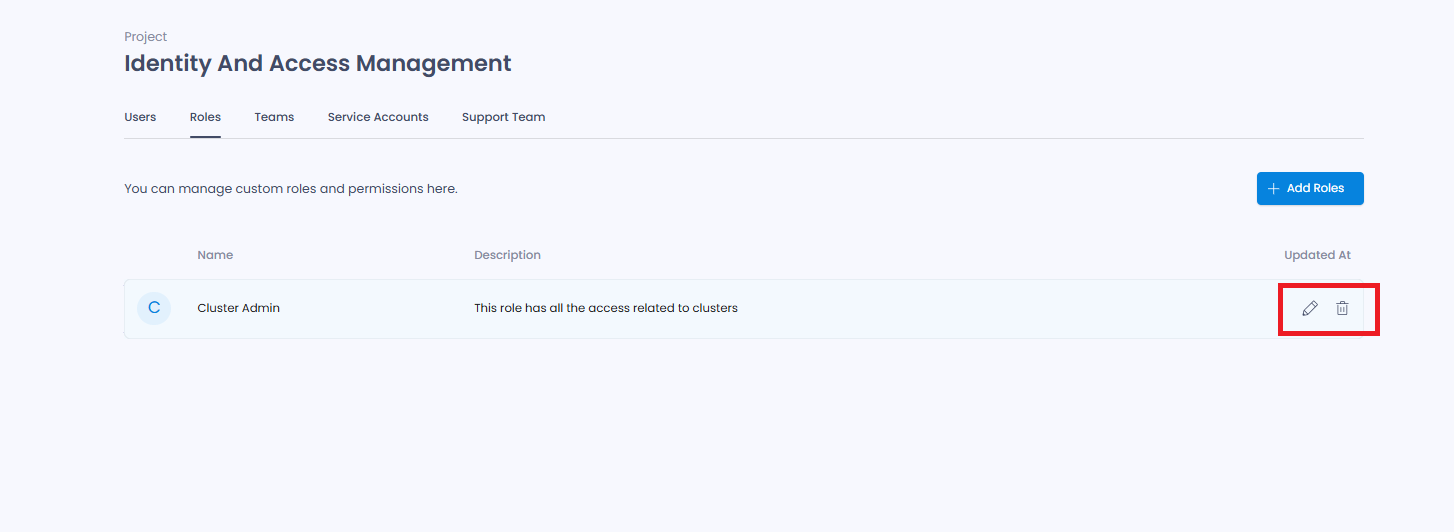 Project
Identity And Access Management
Users Roles Teams Service Accounts Support Team
You can manage custom roles and permissions here.
Add Roles
Name Description Updated At
C Cluster Admin This role has all the access related to clusters